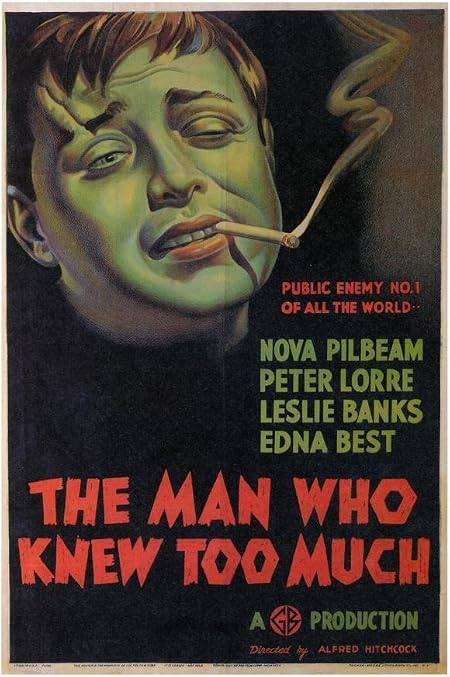 PUBLIC ENEMY NO.1
OF ALL THE WORLD··
NOVA PILBEAM
PETER LORRE
LESLIE BANKS
EDNA BEST
THE MAN WHO
KNEW TOO MUCH
A GB PRODUCTION
Directed by ALFRED HITCHCOCK